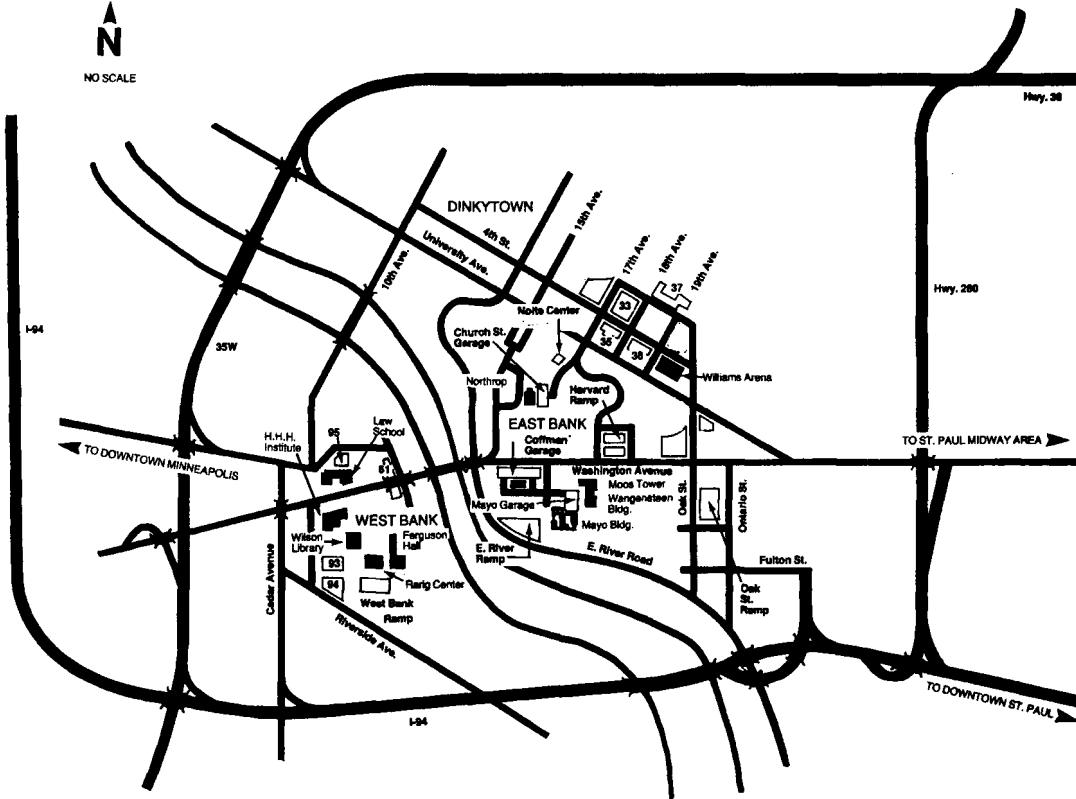 N
NO SCALE
Hwy. 36
DINKYTOWN
4th St.
University Ave.
15th Ave.
17th Ave.
18th Ave.
19th Ave.
10th Ave.
37
33
35
38
Hwy. 280
I-94
35W
Nolte Center
Church St.
Garage
Northrop
Williams Arena
Harvard
Ramp
EAST BANK
Coffman
Garage
Law
School
95
H.H.H.
Institute
81
TO DOWNTOWN MINNEAPOLIS
TO ST. PAUL MIDWAY AREA
Washington Avenue
Moos Tower
Wangensteen
Bldg.
Mayo Garage
Mayo Bldg.
Oak St.
Ontario St.
WEST BANK
Wilson
Library
Ferguson
Hall
E. River
Ramp
E. River Road
Fulton St.
93
94
Rarig Center
West Bank
Ramp
Oak
St.
Ramp
Cedar Avenue
Riverside Ave.
I-94
TO DOWNTOWN ST. PAUL